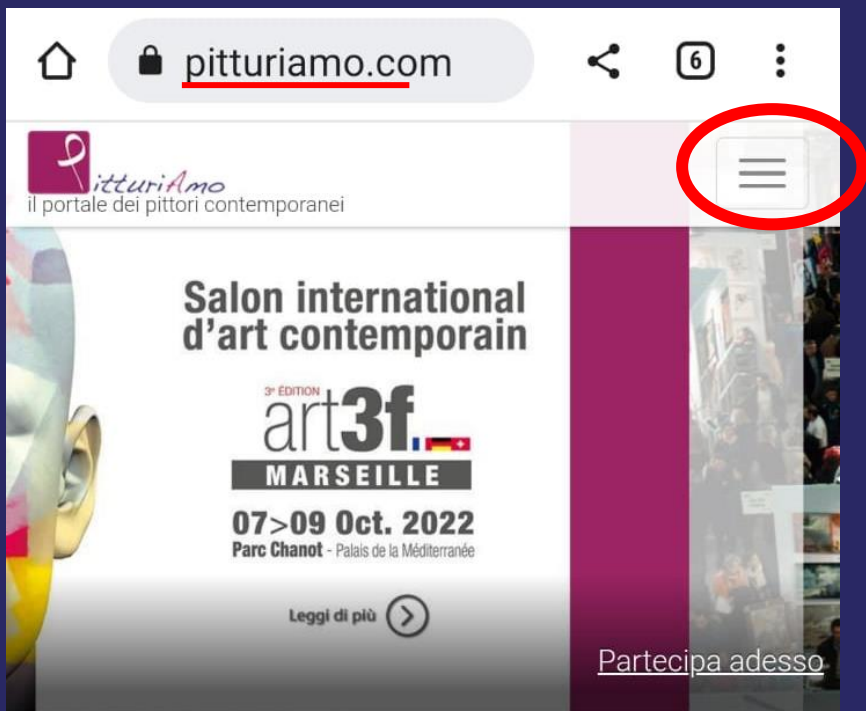 pitturiamo.com
6
PitturiAmo
il portale dei pittori contemporanei
Salon international
d'art contemporain
3e ÉDITION
art3f
MARSEILLE
07>09 Oct. 2022
Parc Chanot - Palais de la Méditerranée
Leggi di più
Partecipa adesso